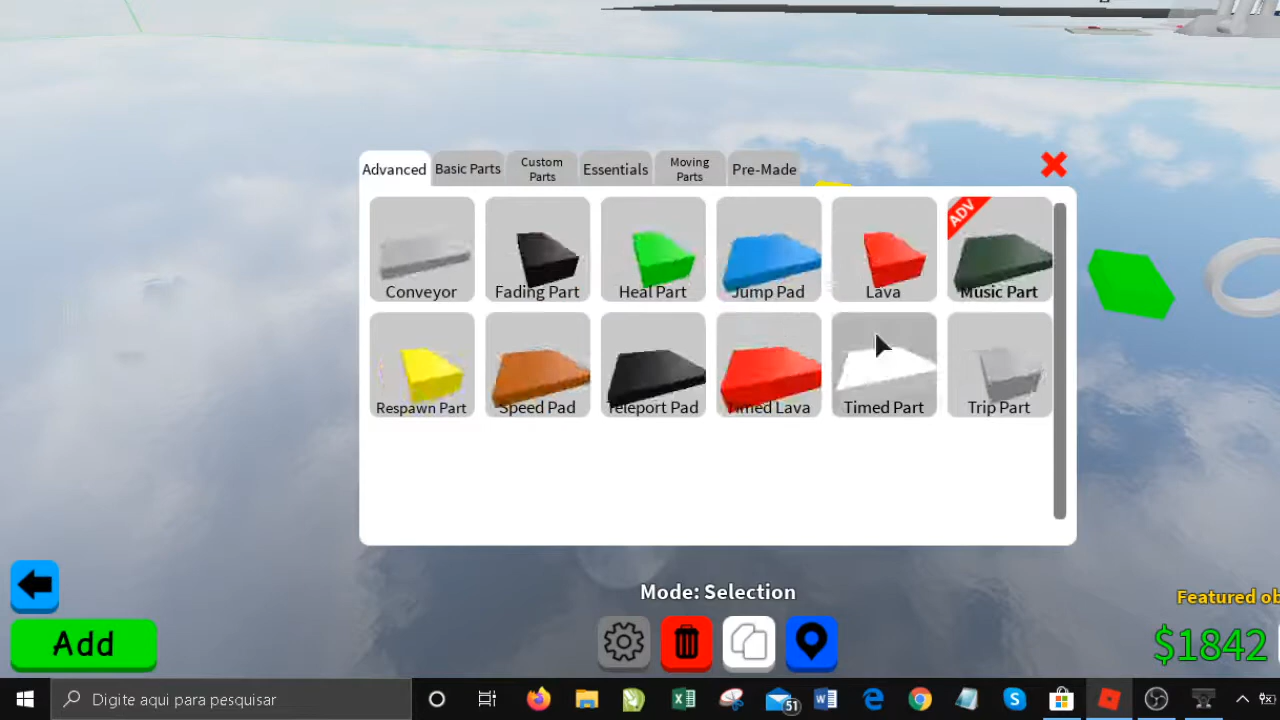 Advanced
Basic Parts
Custom
Parts
Essentials
Moving
Parts
Pre-Made
ADV
Conveyor
Fading Part
Heal Part
Jump Pad
Lava
Music Part
Respawn Part
Speed Pad
Teleport Pad
Timed Lava
Timed Part
Trip Part
Mode: Selection
Featured ob
Add
$1842
Digite aqui para pesquisar
51